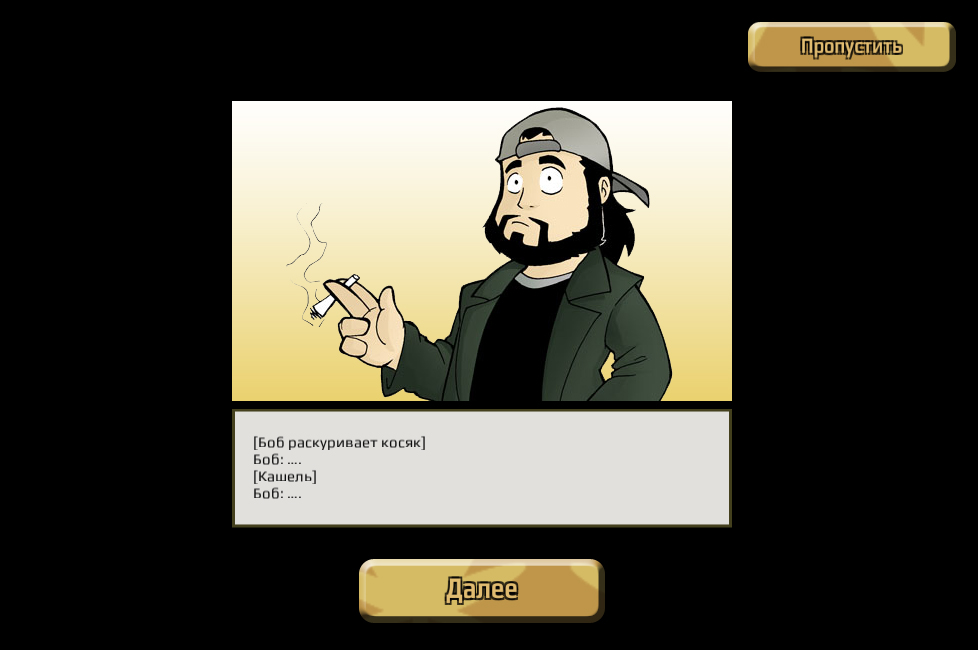 Пропустить
[Боб раскуривает косяк]
Боб: ....
[Кашель]
Боб: ....
Далее